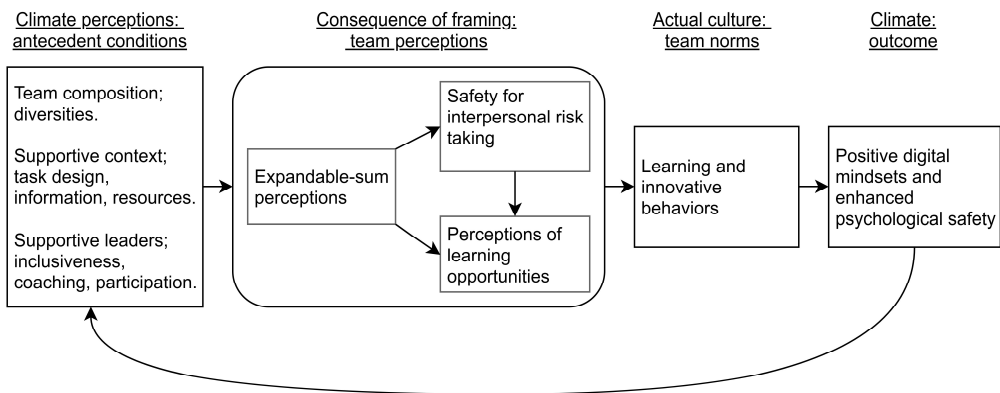 Climate perceptions:
antecedent conditions
Consequence of framing:
team perceptions
Actual culture:
team norms
Climate:
outcome
Team composition;
diversities.
Supportive context;
task design,
information, resources.
Supportive leaders;
inclusiveness,
coaching, participation.
Expandable-sum
perceptions
Safety for
interpersonal risk
taking
Perceptions of
learning
opportunities
Learning and
innovative
behaviors
Positive digital
mindsets and
enhanced
psychological safety